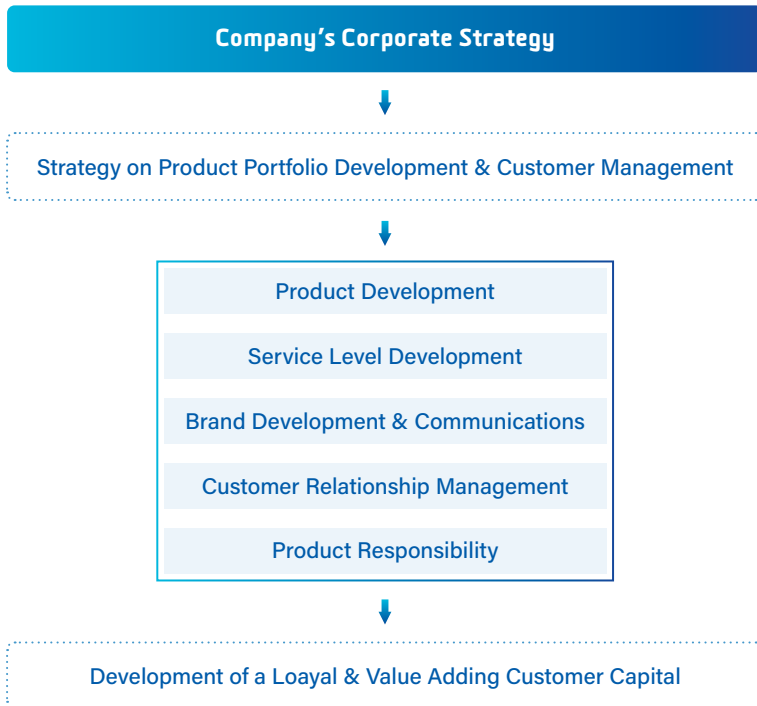 Company's Corporate Strategy
Strategy on Product Portfolio Development & Customer Management
Product Development
Service Level Development
Brand Development & Communications
Customer Relationship Management
Product Responsibility
Development of a Loayal & Value Adding Customer Capital